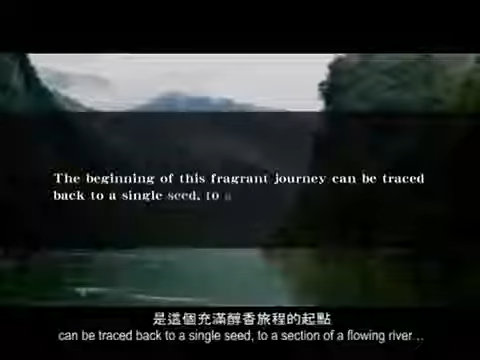 The beginning of this fragrant journey can be traced
back to a single seed, to a
是這個充滿醇香旅程的起點
can be traced back to a single seed, to a section of a flowing river...